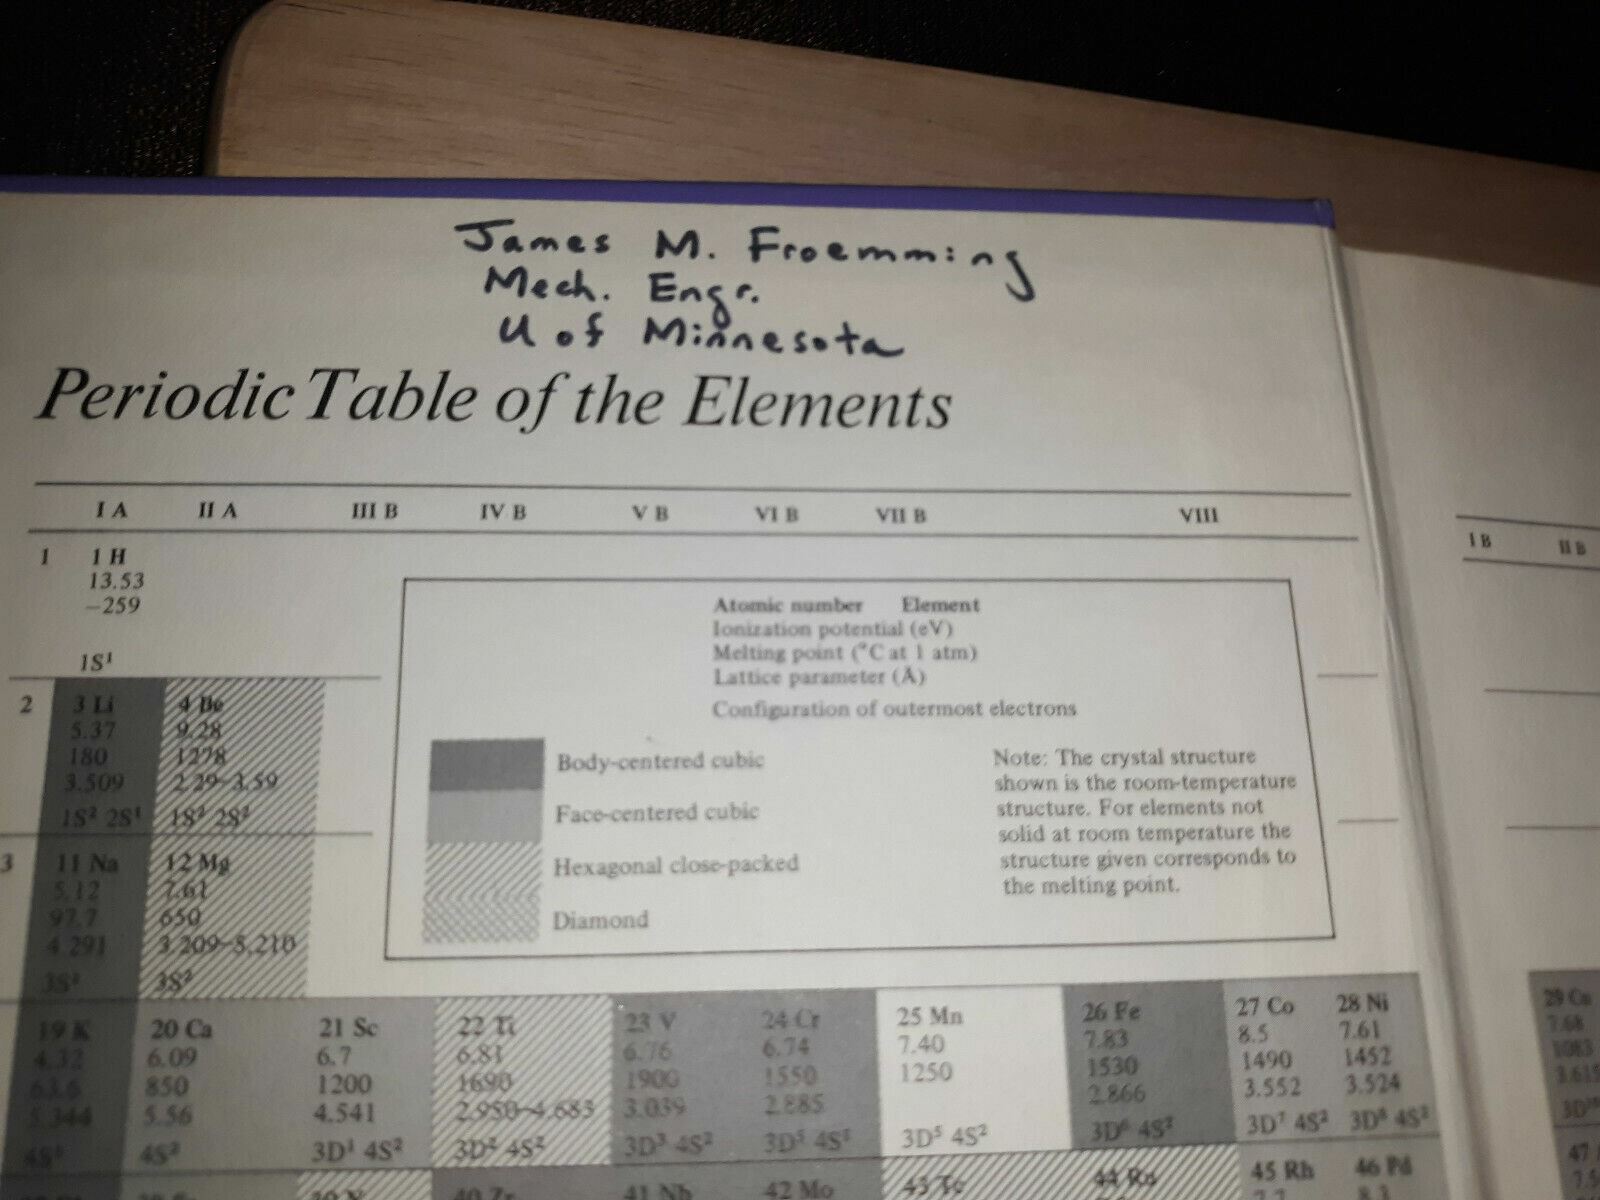 James M. Froemming
Mech. Engr.
U of Minnesota
Periodic Table of the Elements
I A II A III B IV B V B VI B VII B VIII I B II B
1 1 H
13.53
−259
1S¹
Atomic number Element
Ionization potential (eV)
Melting point (°C at 1 atm)
Lattice parameter (Å)
Configuration of outermost electrons
Body-centered cubic
Face-centered cubic
Hexagonal close-packed
Diamond
Note: The crystal structure
shown is the room-temperature
structure. For elements not
solid at room temperature the
structure given corresponds to
the melting point.
2 3 Li 4 Be
5.37 9.28
180 1278
3.509 2.29–3.59
1S² 2S¹ 1S² 2S²
3 11 Na 12 Mg
5.12 7.61
97.7 650
4.291 3.209–5.210
3S²
19 K 20 Ca 21 Sc 22 Ti 23 V 24 Cr 25 Mn 26 Fe 27 Co 28 Ni 29 Cu
4.32 6.09 6.7 6.81 6.76 6.74 7.40 7.83 8.5 7.61 7.68
63.6 850 1200 1690 1900 1550 1250 1530 1490 1452 1083
5.344 5.56 4.541 2.950–4.683 3.039 2.885 2.866 3.552 3.524
4S¹ 4S² 3D¹ 4S² 3D² 4S² 3D³ 4S² 3D⁵ 4S¹ 3D⁵ 4S² 3D⁶ 4S² 3D⁷ 4S² 3D⁸ 4S²
40 Zr 41 Nb 42 Mo 43 Tc 44 Ru 45 Rh 46 Pd 47